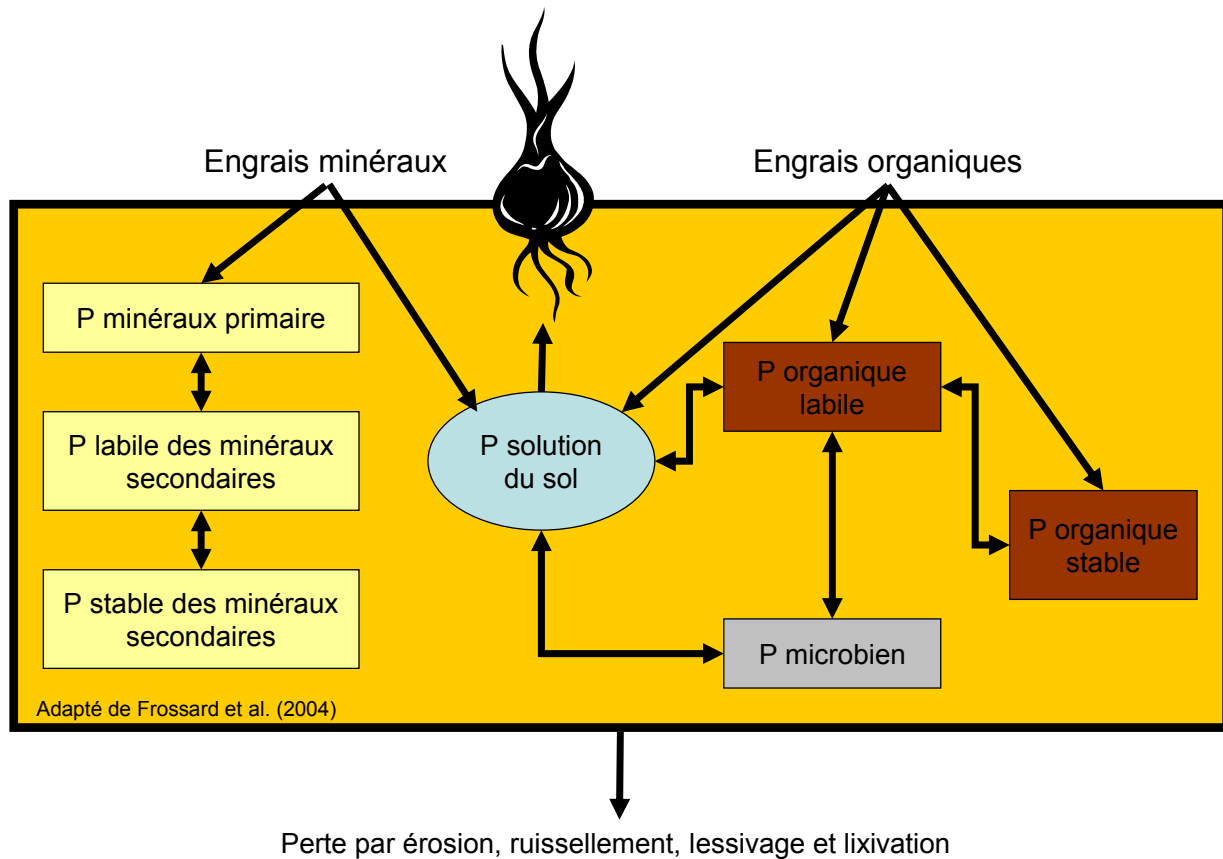 Engrais minéraux
Engrais organiques
P minéraux primaire
P labile des minéraux
secondaires
P stable des minéraux
secondaires
P solution
du sol
P organique
labile
P organique
stable
P microbien
Adapté de Frossard et al. (2004)
Perte par érosion, ruissellement, lessivage et lixivation